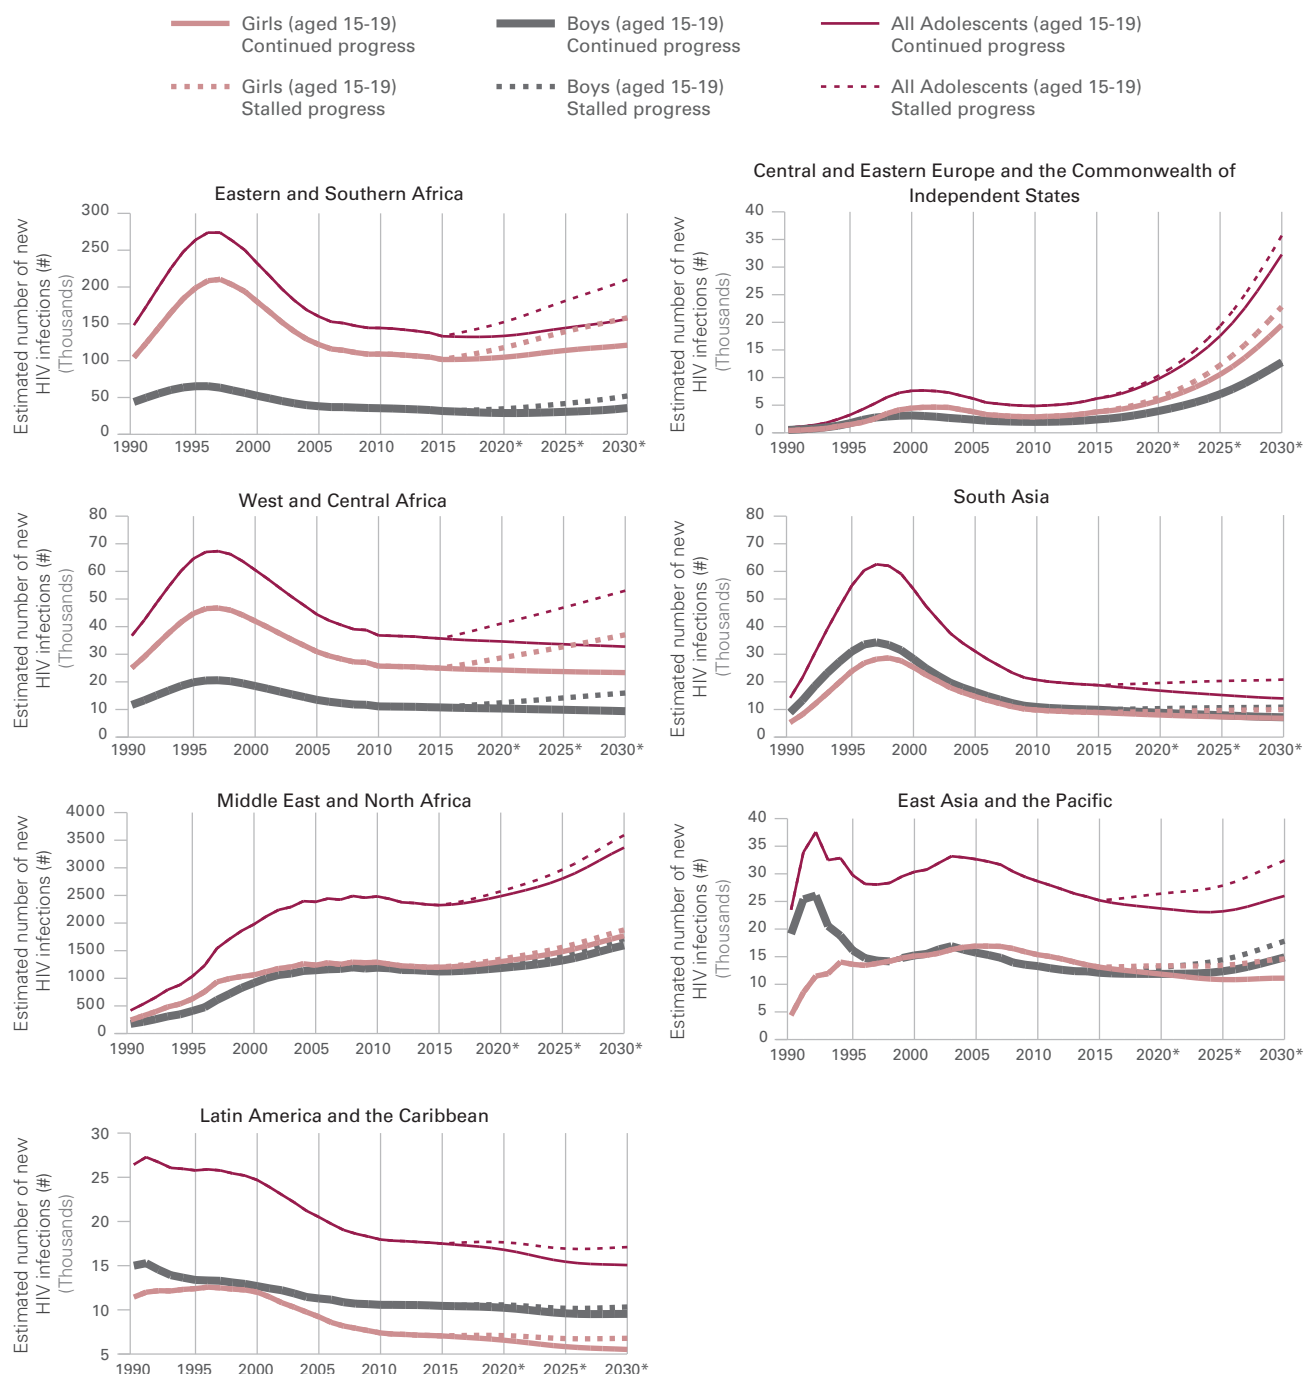 Girls (aged 15-19)
Continued progress
Boys (aged 15-19)
Continued progress
All Adolescents (aged 15-19)
Continued progress
Girls (aged 15-19)
Stalled progress
Boys (aged 15-19)
Stalled progress
All Adolescents (aged 15-19)
Stalled progress
Eastern and Southern Africa
Estimated number of new
HIV infections (#)
(Thousands)
300
250
200
150
100
50
0
1990 1995 2000 2005 2010 2015 2020* 2025* 2030*
Central and Eastern Europe and the Commonwealth of
Independent States
Estimated number of new
HIV infections (#)
(Thousands)
40
35
30
25
20
15
10
5
0
1990 1995 2000 2005 2010 2015 2020* 2025* 2030*
West and Central Africa
Estimated number of new
HIV infections (#)
(Thousands)
80
70
60
50
40
30
20
10
0
1990 1995 2000 2005 2010 2015 2020* 2025* 2030*
South Asia
Estimated number of new
HIV infections (#)
(Thousands)
80
70
60
50
40
30
20
10
0
1990 1995 2000 2005 2010 2015 2020* 2025* 2030*
Middle East and North Africa
Estimated number of new
HIV infections (#)
4000
3500
3000
2500
2000
1500
1000
500
0
1990 1995 2000 2005 2010 2015 2020* 2025* 2030*
East Asia and the Pacific
Estimated number of new
HIV infections (#)
(Thousands)
40
35
30
25
20
15
10
5
0
1990 1995 2000 2005 2010 2015 2020* 2025* 2030*
Latin America and the Caribbean
Estimated number of new
HIV infections (#)
(Thousands)
30
25
20
15
10
5
1990 1995 2000 2005 2010 2015 2020* 2025* 2030*